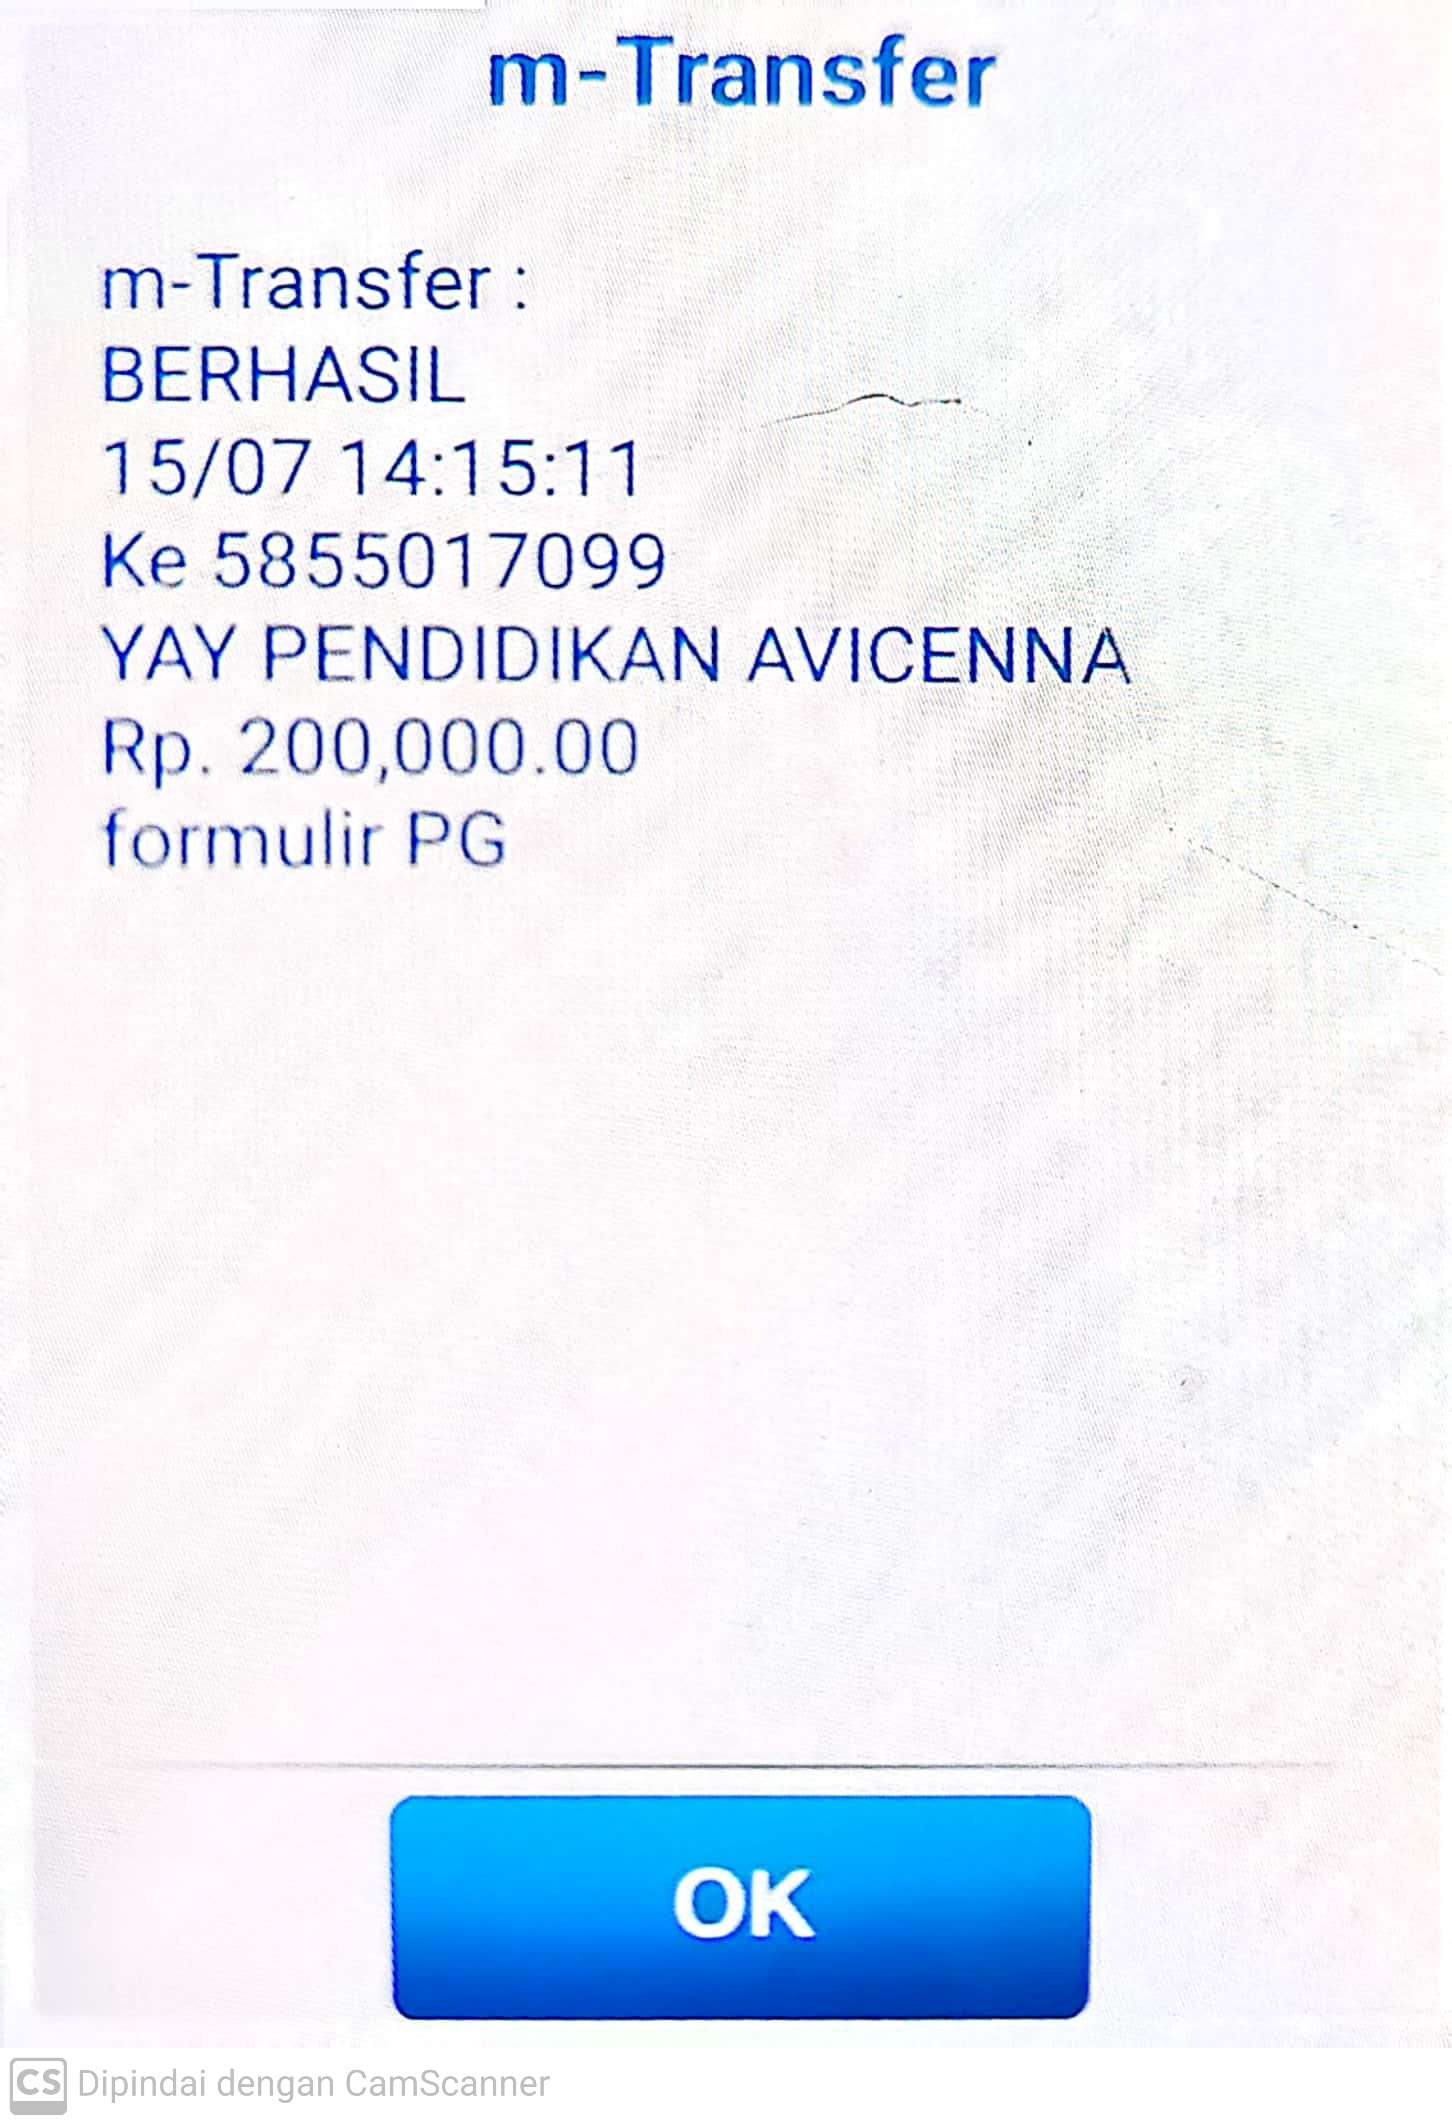 m-Transfer
m-Transfer :
BERHASIL
15/07 14:15:11
Ke 5855017099
YAY PENDIDIKAN AVICENNA
Rp. 200,000.00
formulir PG
OK
CS Dipindai dengan CamScanner